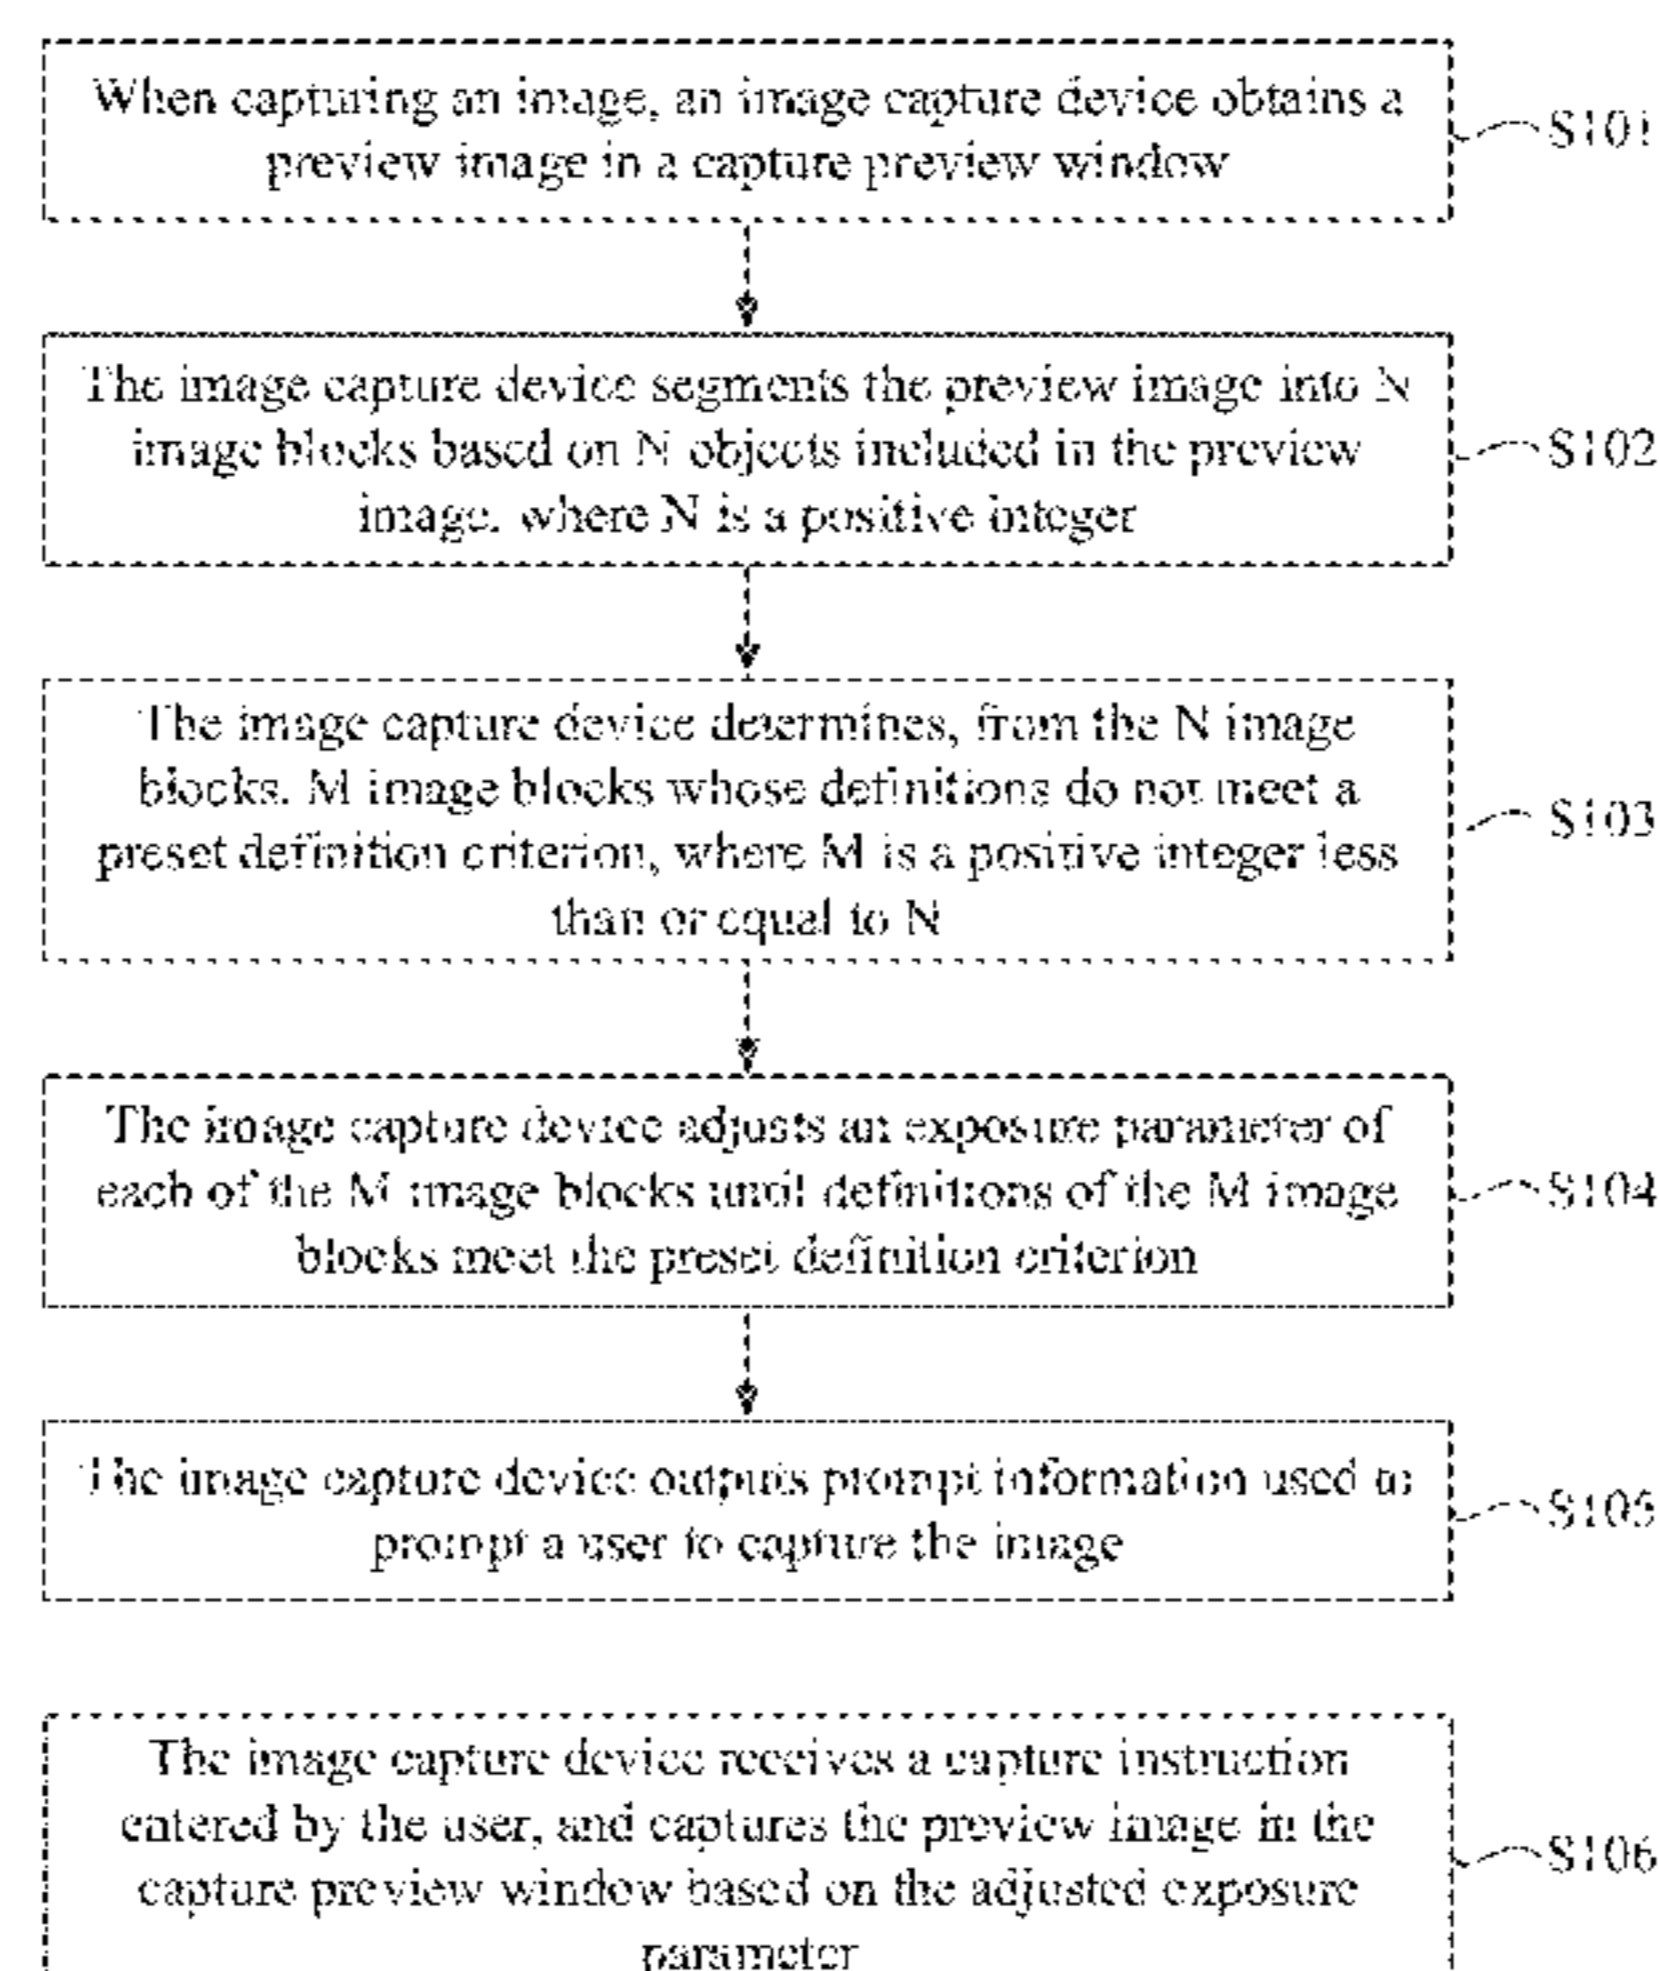 When capturing an image, an image capture device obtains a
preview image in a capture preview window
S101
The image capture device segments the preview image into N
image blocks based on N objects included in the preview
image, where N is a positive integer
S102
The image capture device determines, from the N image
blocks, M image blocks whose definitions do not meet a
preset definition criterion, where M is a positive integer less
than or equal to N
S103
The image capture device adjusts an exposure parameter of
each of the M image blocks until definitions of the M image
blocks meet the preset definition criterion
S104
The image capture device outputs prompt information used to
prompt a user to capture the image
S105
The image capture device receives a capture instruction
entered by the user, and captures the preview image in the
capture preview window based on the adjusted exposure
parameter
S106